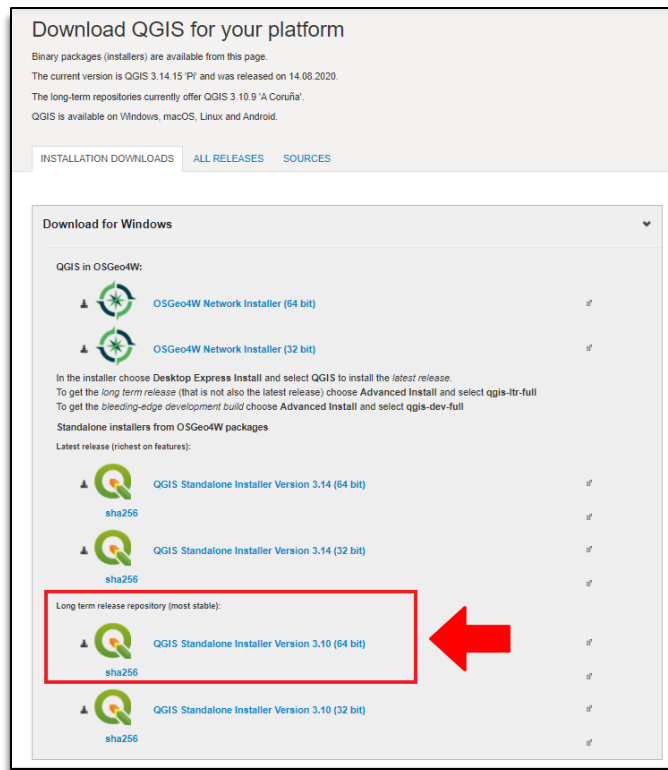 Download QGIS for your platform
Binary packages (installers) are available from this page.
The current version is QGIS 3.14.15 'Pi' and was released on 14.08.2020.
The long-term repositories currently offer QGIS 3.10.9 'A Coruña'.
QGIS is available on Windows, macOS, Linux and Android.
INSTALLATION DOWNLOADS ALL RELEASES SOURCES
Download for Windows
QGIS in OSGeo4W:
OSGeo4W Network Installer (64 bit)
OSGeo4W Network Installer (32 bit)
In the installer choose Desktop Express Install and select QGIS to install the latest release.
To get the long term release (that is not also the latest release) choose Advanced Install and select qgis-ltr-full
To get the bleeding-edge development build choose Advanced Install and select qgis-dev-full
Standalone installers from OSGeo4W packages
Latest release (richest on features):
QGIS Standalone Installer Version 3.14 (64 bit)
sha256
QGIS Standalone Installer Version 3.14 (32 bit)
sha256
Long term release repository (most stable):
QGIS Standalone Installer Version 3.10 (64 bit)
sha256
QGIS Standalone Installer Version 3.10 (32 bit)
sha256